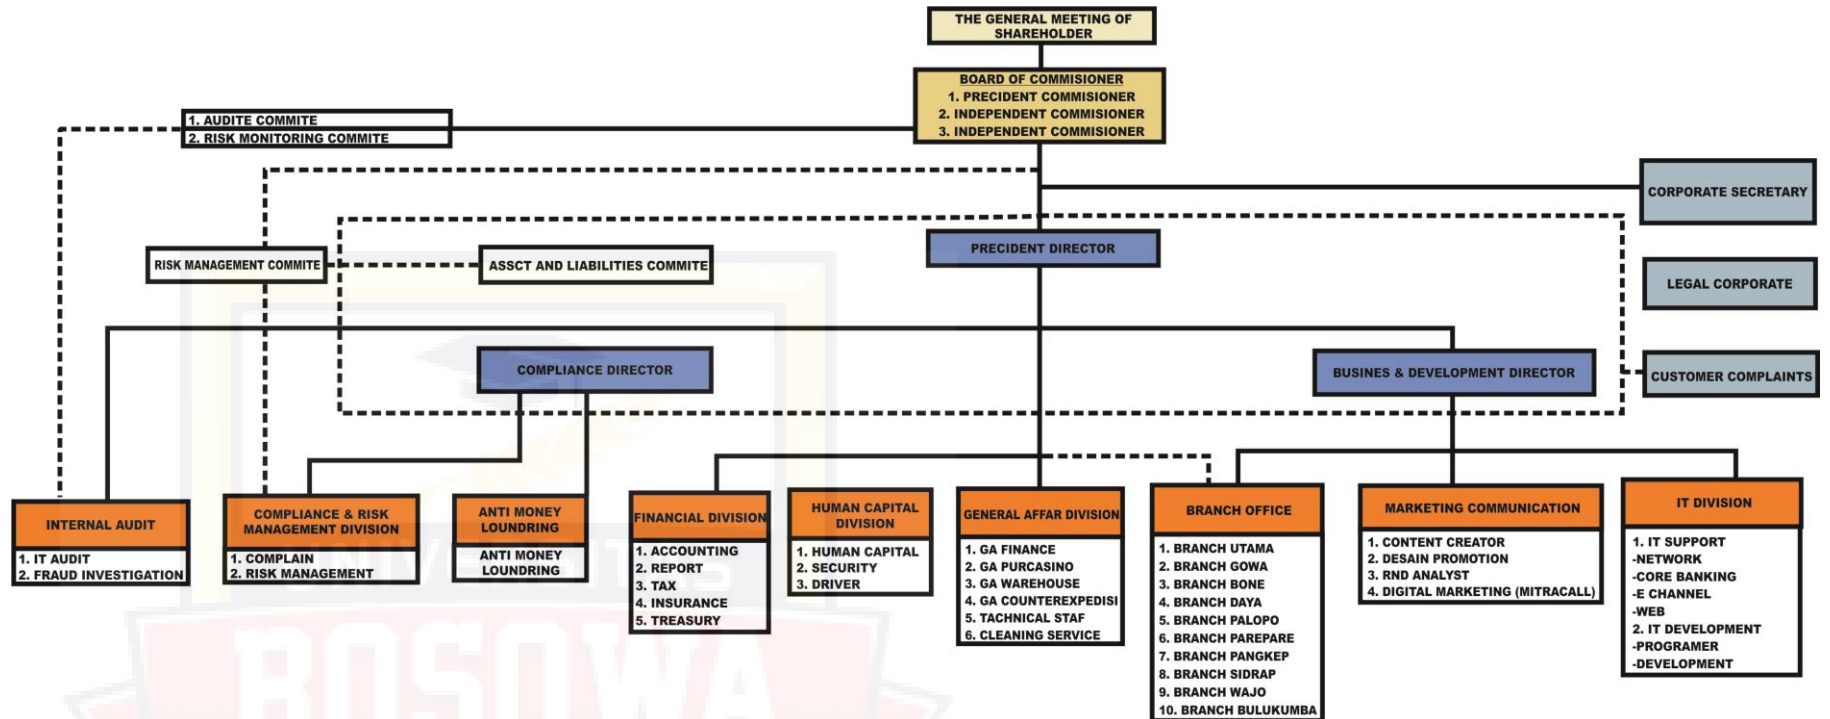 THE GENERAL MEETING OF
SHAREHOLDER
BOARD OF COMMISIONER
1. PRECIDENT COMMISIONER
2. INDEPENDENT COMMISIONER
3. INDEPENDENT COMMISIONER
1. AUDITE COMMITE
2. RISK MONITORING COMMITE
CORPORATE SECRETARY
PRECIDENT DIRECTOR
RISK MANAGEMENT COMMITE
ASSCT AND LIABILITIES COMMITE
LEGAL CORPORATE
COMPLIANCE DIRECTOR
BUSINES & DEVELOPMENT DIRECTOR
CUSTOMER COMPLAINTS
INTERNAL AUDIT
1. IT AUDIT
2. FRAUD INVESTIGATION
COMPLIANCE & RISK
MANAGEMENT DIVISION
1. COMPLAIN
2. RISK MANAGEMENT
ANTI MONEY
LOUNDRING
ANTI MONEY
LOUNDRING
FINANCIAL DIVISION
1. ACCOUNTING
2. REPORT
3. TAX
4. INSURANCE
5. TREASURY
HUMAN CAPITAL
DIVISION
1. HUMAN CAPITAL
2. SECURITY
3. DRIVER
GENERAL AFFAR DIVISION
1. GA FINANCE
2. GA PURCASINO
3. GA WAREHOUSE
4. GA COUNTEREXPEDISI
5. TACHNICAL STAF
6. CLEANING SERVICE
BRANCH OFFICE
1. BRANCH UTAMA
2. BRANCH GOWA
3. BRANCH BONE
4. BRANCH DAYA
5. BRANCH PALOPO
6. BRANCH PAREPARE
7. BRANCH PANGKEP
8. BRANCH SIDRAP
9. BRANCH WAJO
10. BRANCH BULUKUMBA
MARKETING COMMUNICATION
1. CONTENT CREATOR
2. DESAIN PROMOTION
3. RND ANALYST
4. DIGITAL MARKETING (MITRACALL)
IT DIVISION
1. IT SUPPORT
-NETWORK
-CORE BANKING
-E CHANNEL
-WEB
2. IT DEVELOPMENT
-PROGRAMER
-DEVELOPMENT
UNIVERSITAS
BOSOWA